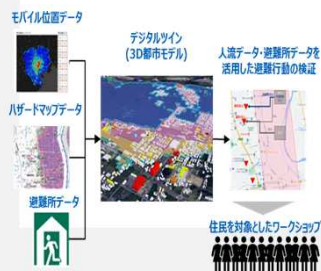 モバイル位置データ
ハザードマップデータ
避難所データ
デジタルツイン
(3D都市モデル)
人流データ・避難所データを
活用した避難行動の検証
住民を対象としたワークショップ